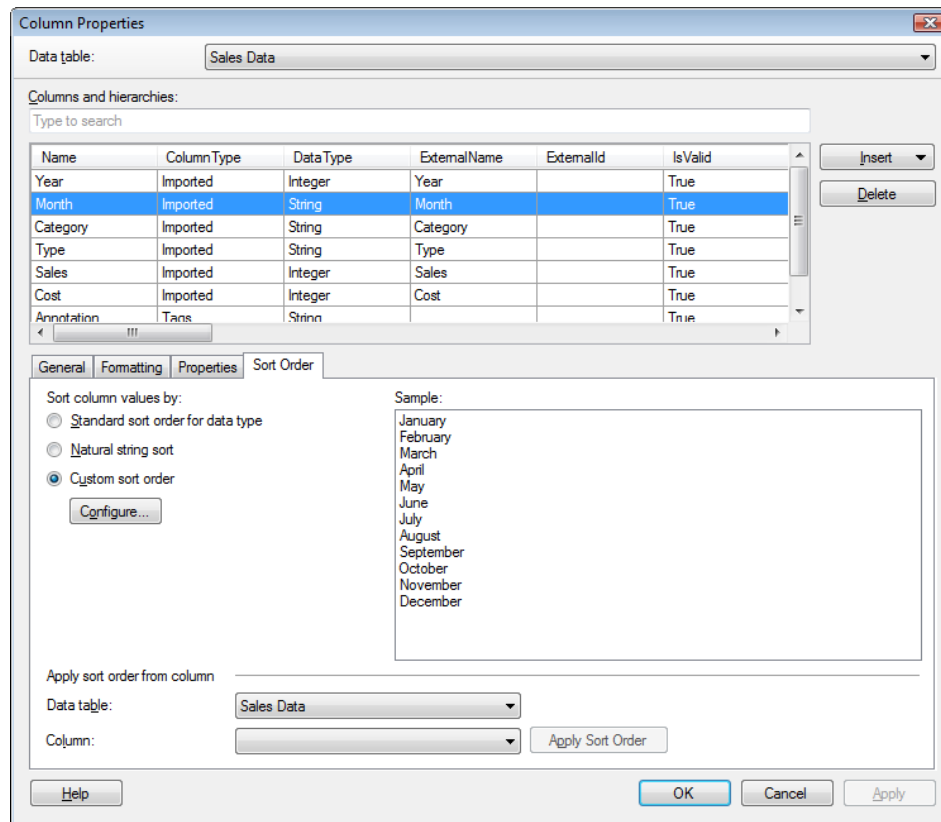 Column Properties
Data table: Sales Data
Columns and hierarchies:
Type to search
Name ColumnType DataType ExternalName ExternalId IsValid
Year Imported Integer Year True
Month Imported String Month True
Category Imported String Category True
Type Imported String Type True
Sales Imported Integer Sales True
Cost Imported Integer Cost True
Annotation Tags String True
Insert
Delete
General Formatting Properties Sort Order
Sort column values by:
Standard sort order for data type
Natural string sort
Custom sort order
Configure...
Sample:
January
February
March
April
May
June
July
August
September
October
November
December
Apply sort order from column
Data table: Sales Data
Column: Apply Sort Order
Help OK Cancel Apply